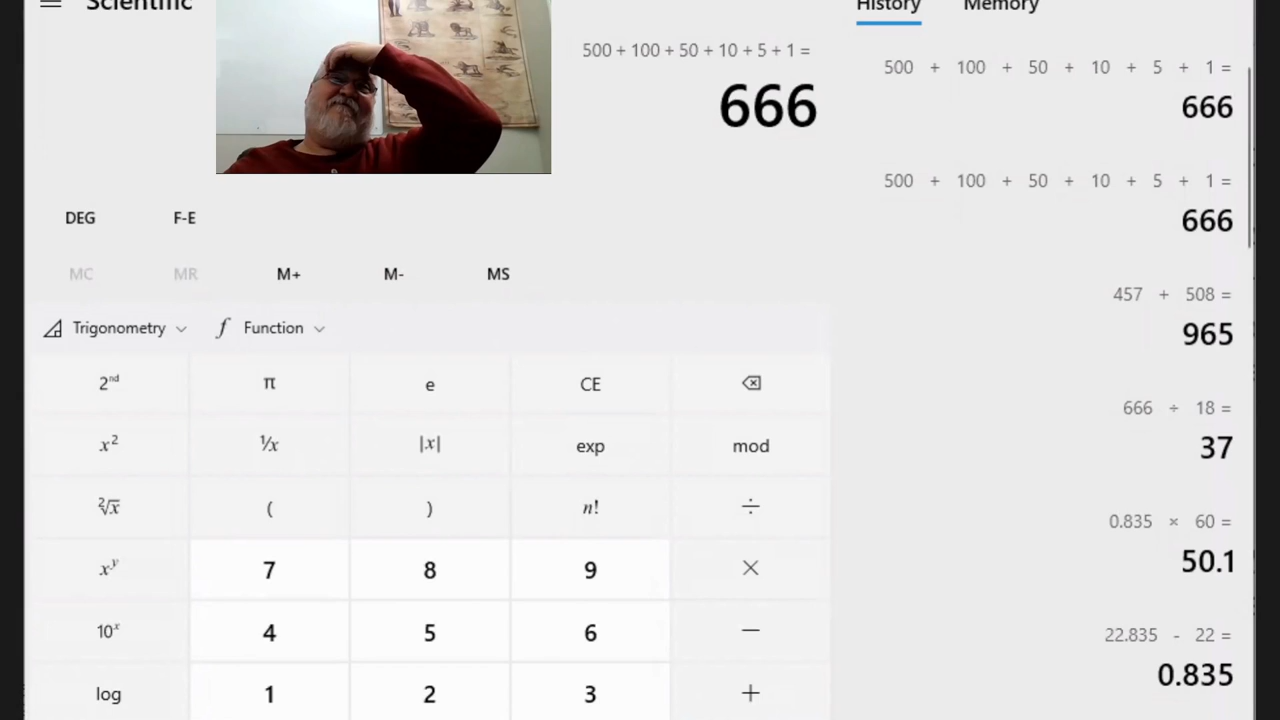 Scientific
History Memory
500 + 100 + 50 + 10 + 5 + 1 =
666
500 + 100 + 50 + 10 + 5 + 1 =
666
500 + 100 + 50 + 10 + 5 + 1 =
666
457 + 508 =
965
666 ÷ 18 =
37
0.835 × 60 =
50.1
22.835 - 22 =
0.835
DEG F-E
MC MR M+ M- MS
Trigonometry f Function
2ⁿᵈ π e CE
x² ¹/x |x| exp mod
²√x ( ) n! ÷
xʸ 7 8 9 ×
10ˣ 4 5 6 −
log 1 2 3 +